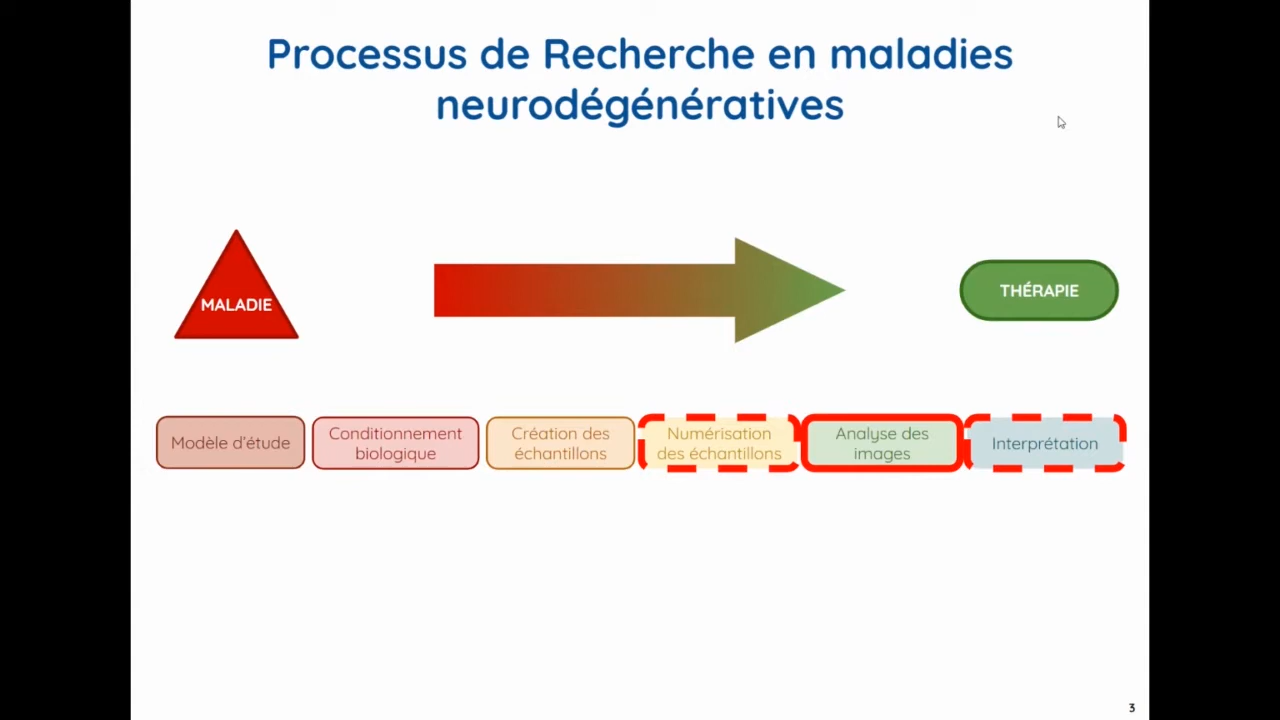 Processus de Recherche en maladies
neurodégénératives
MALADIE
THÉRAPIE
Modèle d'étude
Conditionnement
biologique
Création des
échantillons
Numérisation
des échantillons
Analyse des
images
Interprétation
3